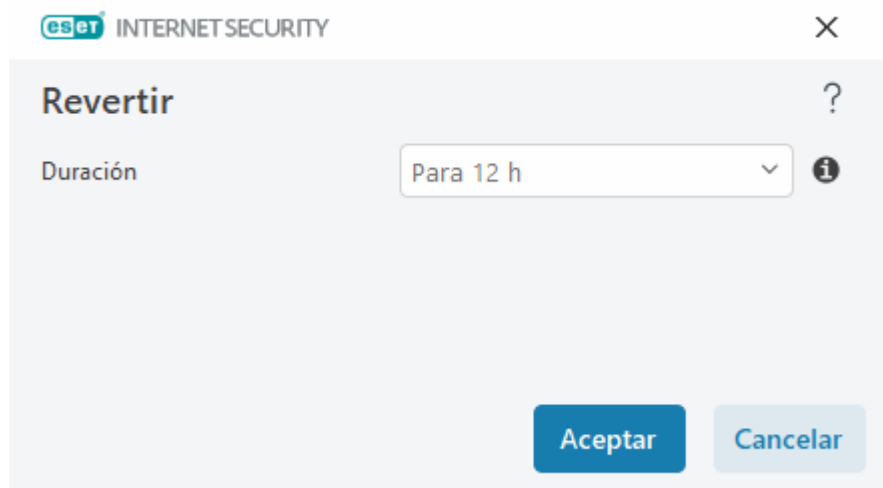 eset INTERNET SECURITY
Revertir
?
Duración
Para 12 h
Aceptar
Cancelar